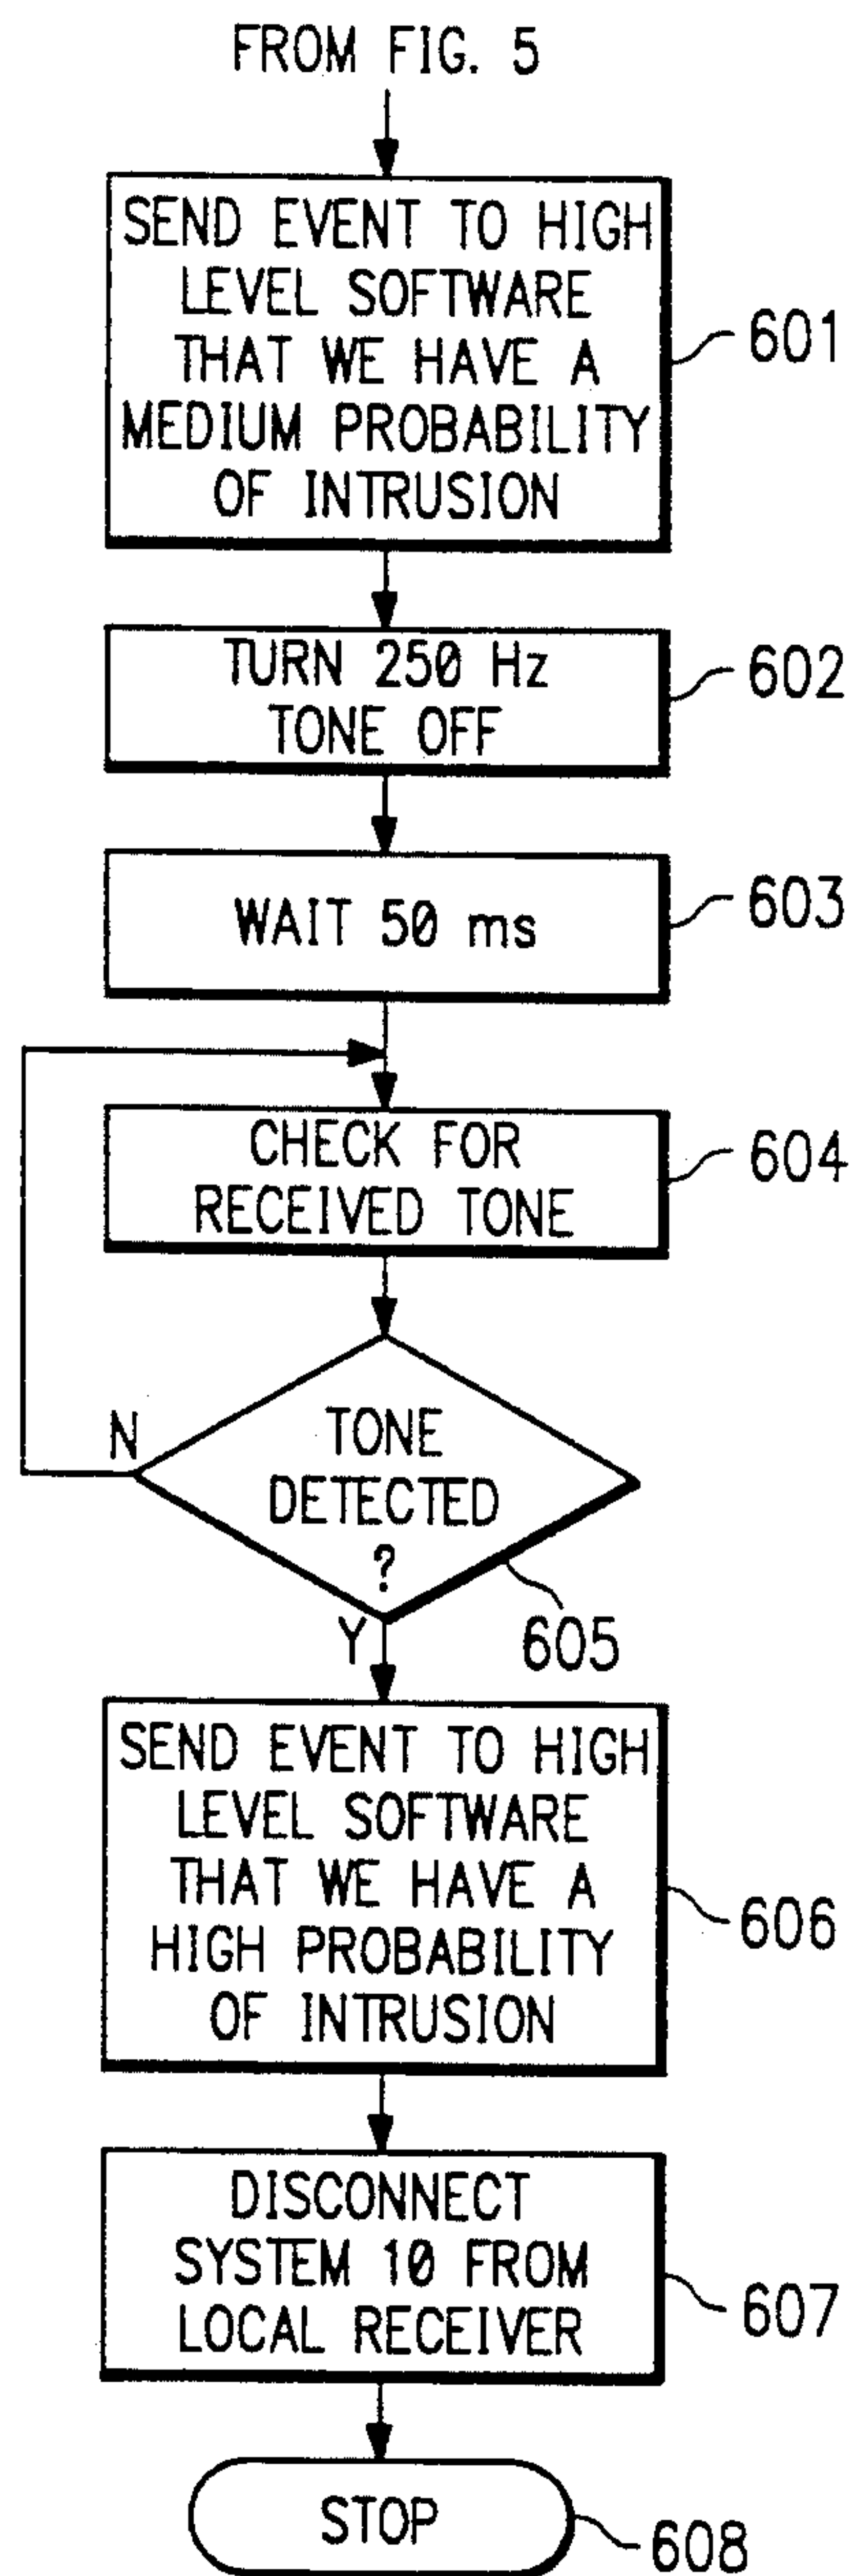 FROM FIG. 5
SEND EVENT TO HIGH
LEVEL SOFTWARE
THAT WE HAVE A
MEDIUM PROBABILITY
OF INTRUSION
601
TURN 250 Hz
TONE OFF
602
WAIT 50 ms
603
CHECK FOR
RECEIVED TONE
604
TONE
DETECTED
?
N
Y
605
SEND EVENT TO HIGH
LEVEL SOFTWARE
THAT WE HAVE A
HIGH PROBABILITY
OF INTRUSION
606
DISCONNECT
SYSTEM 10 FROM
LOCAL RECEIVER
607
STOP
608